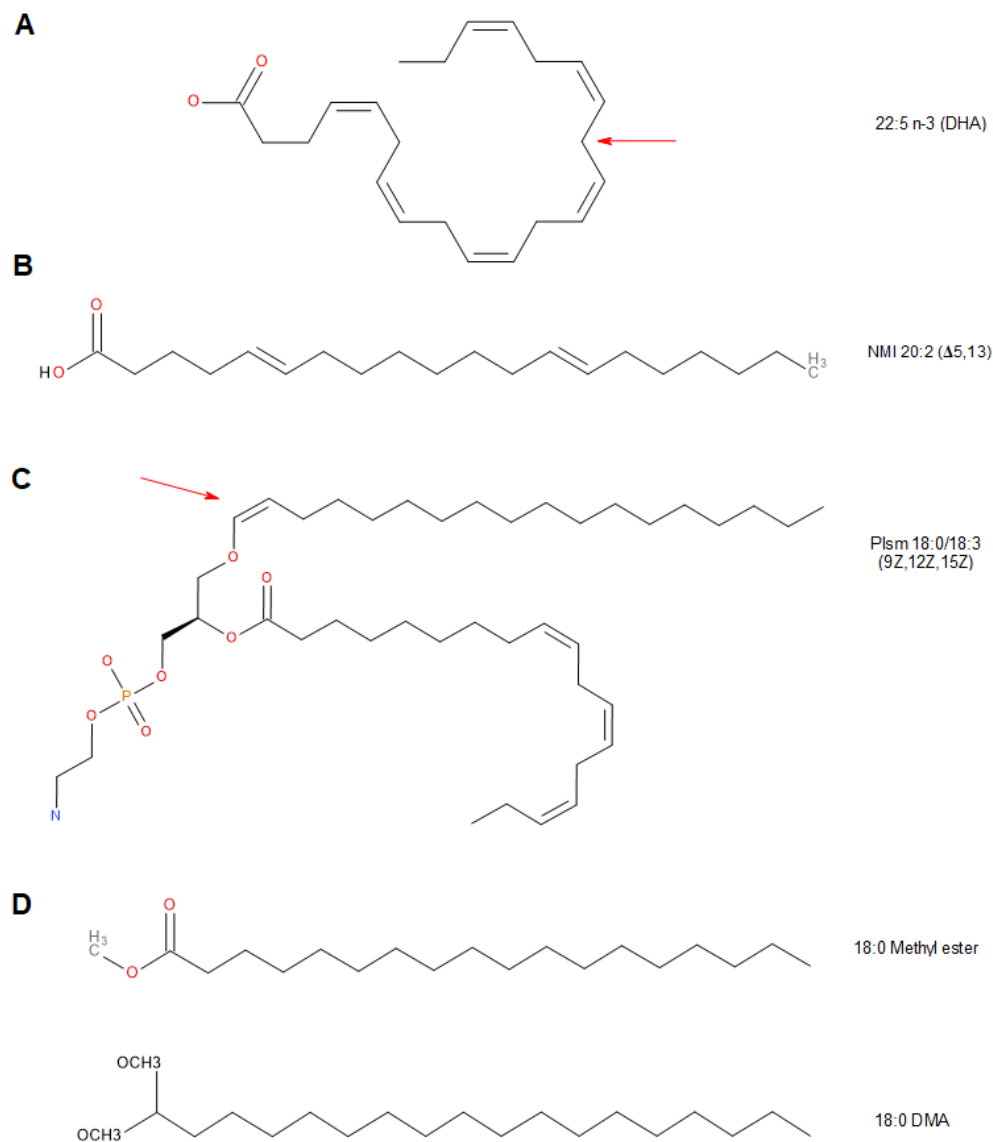 A
O
O
22:5 n-3 (DHA)
B
O
HO
NMI 20:2 (Δ5,13)
H3
C
C
O
O
O
Plsm 18:0/18:3
(9Z,12Z,15Z)
O
O
P
O
O
N
D
O
H3
C
O
18:0 Methyl ester
OCH3
OCH3
18:0 DMA